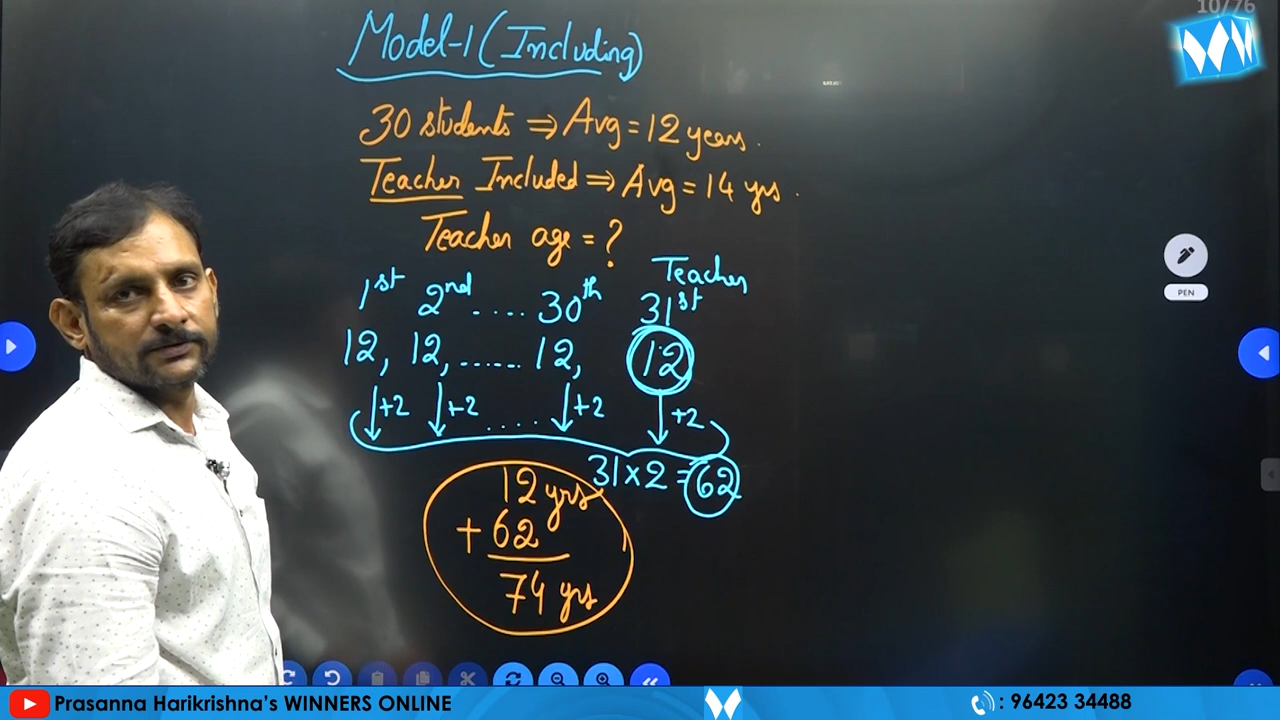 10/76
Model-1 (Including)
30 students ⇒ Avg = 12 years.
Teacher Included ⇒ Avg = 14 yrs.
Teacher age = ?
Teacher
1st 2nd .... 30th 31st
12, 12, ...... 12, 12
+2 +2 .... +2 +2
31 × 2 = 62
12 yrs
+ 62
74 yrs
PEN
W
Prasanna Harikrishna's WINNERS ONLINE
W
: 96423 34488